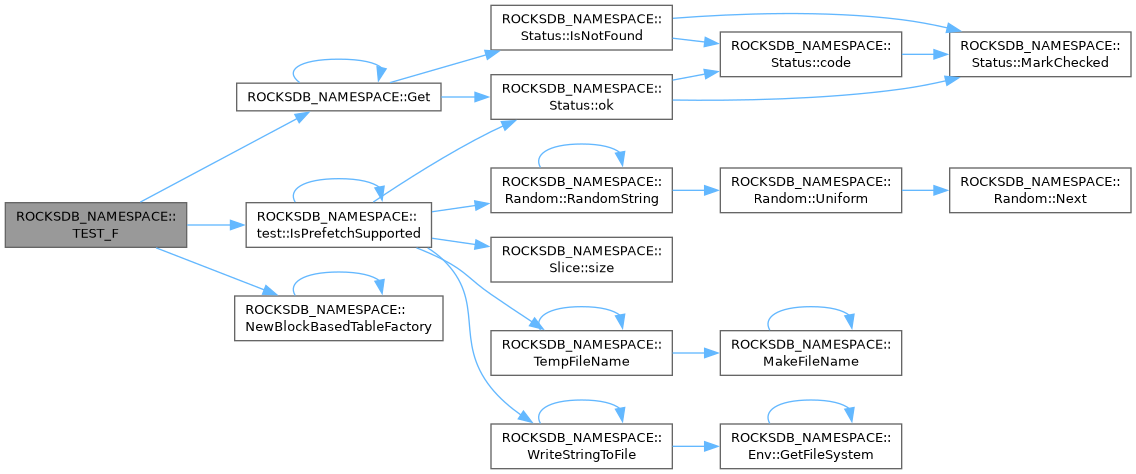 ROCKSDB_NAMESPACE::
TEST_F
ROCKSDB_NAMESPACE::Get
ROCKSDB_NAMESPACE::
test::IsPrefetchSupported
ROCKSDB_NAMESPACE::
NewBlockBasedTableFactory
ROCKSDB_NAMESPACE::
Status::IsNotFound
ROCKSDB_NAMESPACE::
Status::ok
ROCKSDB_NAMESPACE::
Random::RandomString
ROCKSDB_NAMESPACE::
Slice::size
ROCKSDB_NAMESPACE::
TempFileName
ROCKSDB_NAMESPACE::
WriteStringToFile
ROCKSDB_NAMESPACE::
Status::code
ROCKSDB_NAMESPACE::
Random::Uniform
ROCKSDB_NAMESPACE::
MakeFileName
ROCKSDB_NAMESPACE::
Env::GetFileSystem
ROCKSDB_NAMESPACE::
Status::MarkChecked
ROCKSDB_NAMESPACE::
Random::Next